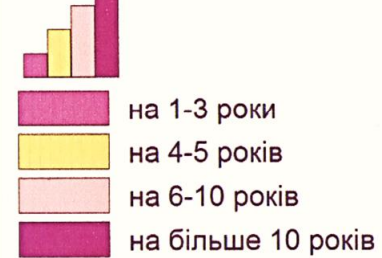 на 1-3 роки
на 4-5 років
на 6-10 років
на більше 10 років